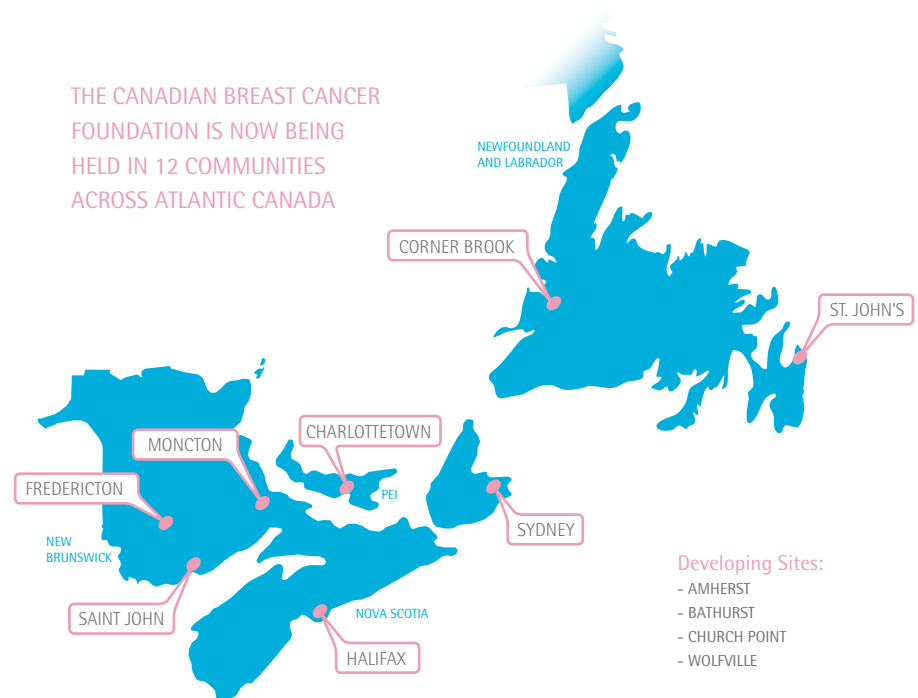 THE CANADIAN BREAST CANCER
FOUNDATION IS NOW BEING
HELD IN 12 COMMUNITIES
ACROSS ATLANTIC CANADA
NEWFOUNDLAND
AND LABRADOR
CORNER BROOK
ST. JOHN'S
CHARLOTTETOWN
MONCTON
FREDERICTON
PEI
SYDNEY
NEW
BRUNSWICK
SAINT JOHN
NOVA SCOTIA
HALIFAX
Developing Sites:
- AMHERST
- BATHURST
- CHURCH POINT
- WOLFVILLE